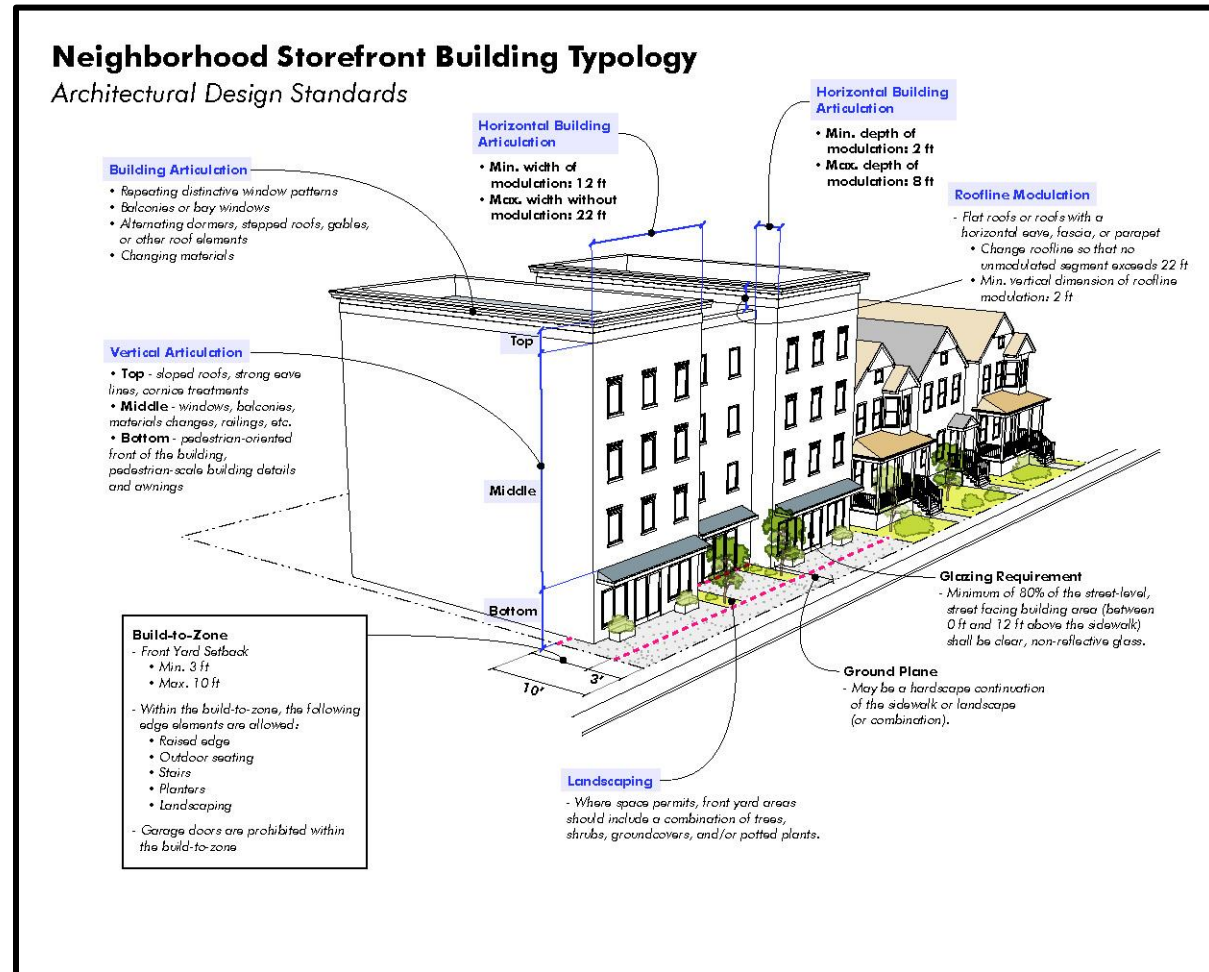 Neighborhood Storefront Building Typology
Architectural Design Standards
Building Articulation
• Repeating distinctive window patterns
• Balconies or bay windows
• Alternating dormers, stepped roofs, gables,
or other roof elements
• Changing materials
Horizontal Building
Articulation
• Min. width of
modulation: 12 ft
• Max. width without
modulation: 22 ft
Horizontal Building
Articulation
• Min. depth of
modulation: 2 ft
• Max. depth of
modulation: 8 ft
Roofline Modulation
- Flat roofs or roofs with a
horizontal eave, fascia, or parapet
• Change roofline so that no
unmodulated segment exceeds 22 ft
• Min. vertical dimension of roofline
modulation: 2 ft
Vertical Articulation
• Top - sloped roofs, strong eave
lines, cornice treatments
• Middle - windows, balconies,
materials changes, railings, etc.
• Bottom - pedestrian-oriented
front of the building,
pedestrian-scale building details
and awnings
Top
Middle
Bottom
Build-to-Zone
- Front Yard Setback
• Min. 3 ft
• Max. 10 ft
- Within the build-to-zone, the following
edge elements are allowed:
• Raised edge
• Outdoor seating
• Stairs
• Planters
• Landscaping
- Garage doors are prohibited within
the build-to-zone
10'
3'
Glazing Requirement
- Minimum of 80% of the street-level,
street facing building area (between
0 ft and 12 ft above the sidewalk)
shall be clear, non-reflective glass.
Ground Plane
- May be a hardscape continuation
of the sidewalk or landscape
(or combination).
Landscaping
- Where space permits, front yard areas
should include a combination of trees,
shrubs, groundcovers, and/or potted plants.